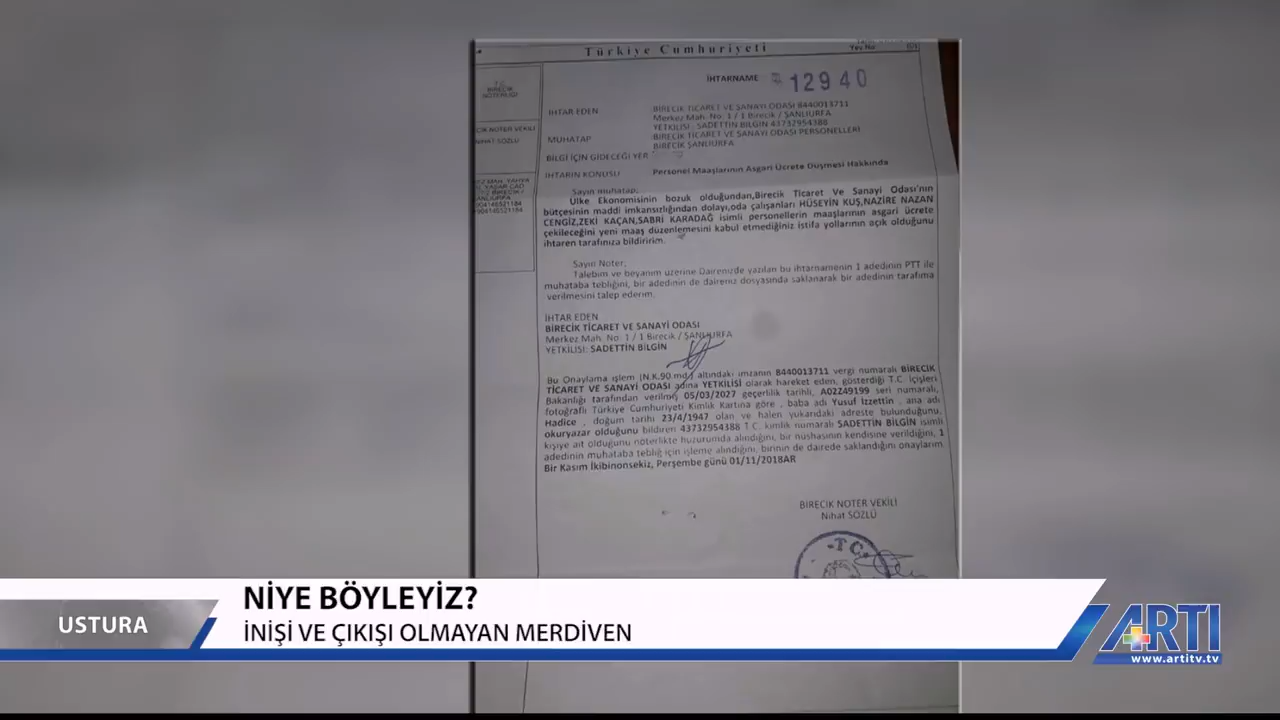 Türkiye Cumhuriyeti
T.C.
BİRECİK
NOTERLİĞİ
CİK NOTER VEKİLİ
NİHAT SÖZLÜ
İHTARNAME
12940
İHTAR EDEN
BİRECİK TİCARET VE SANAYİ ODASI 8440013711
Merkez Mah. No: 1 / 1 Birecik / ŞANLIURFA
YETKİLİSİ : SADETTİN BİLGİN 43732954388
MUHATAP
BİRECİK TİCARET VE SANAYİ ODASI PERSONELLERİ
BİRECİK ŞANLIURFA
BİLGİ İÇİN GİDECEĞİ YER
İHTARIN KONUSU
Personel Maaşlarının Asgari Ücrete Düşmesi Hakkında
Sayın muhatap;
Ülke Ekonomisinin bozuk olduğundan,Birecik Ticaret Ve Sanayi Odası'nın
bütçesinin maddi imkansızlığından dolayı,oda çalışanları HÜSEYİN KUŞ,NAZİRE NAZAN
CENGİZ,ZEKİ KAÇAN,SABRİ KARADAĞ isimli personellerin maaşlarının asgari ücrete
çekileceğini yeni maaş düzenlemesini kabul etmediğiniz istifa yollarının açık olduğunu
ihtaren tarafınıza bildiririm.
Sayın Noter;
Talebim ve beyanım üzerine Dairenizde yazılan bu ihtarnamenin 1 adedinin PTT ile
muhataba tebliğini, bir adedinin de daireniz dosyasında saklanarak bir adedinin tarafıma
verilmesini talep ederim.
İHTAR EDEN
BİRECİK TİCARET VE SANAYİ ODASI
Merkez Mah. No: 1 / 1 Birecik / ŞANLIURFA
YETKİLİSİ: SADETTİN BİLGİN
Bu Onaylama işlem (N.K.90.md.) altındaki imzanın 8440013711 vergi numaralı BİRECİK
TİCARET VE SANAYİ ODASI adına YETKİLİSİ olarak hareket eden, gösterdiği T.C. İçişleri
Bakanlığı tarafından verilmiş 05/03/2027 geçerlilik tarihli, A02Z49199 seri numaralı,
fotoğraflı Türkiye Cumhuriyeti Kimlik Kartına göre , baba adı Yusuf İzzettin , ana adı
Hadice , doğum tarihi 23/4/1947 olan ve halen yukarıdaki adreste bulunduğunu,
okuryazar olduğunu bildiren 43732954388 T.C. kimlik numaralı SADETTİN BİLGİN isimli
kişiye ait olduğunu noterlikte huzurumda alındığını, bir nüshasının kendisine verildiğini, 1
adedinin muhataba tebliğ için işleme alındığını, birinin de dairede saklandığını onaylarım
Bir Kasım İkibinonsekiz, Perşembe günü 01/11/2018AR
BİRECİK NOTER VEKİLİ
Nihat SÖZLÜ
T.C.
NİYE BÖYLEYİZ?
USTURA
İNİŞİ VE ÇIKIŞI OLMAYAN MERDİVEN
ARTI
www.artitv.tv